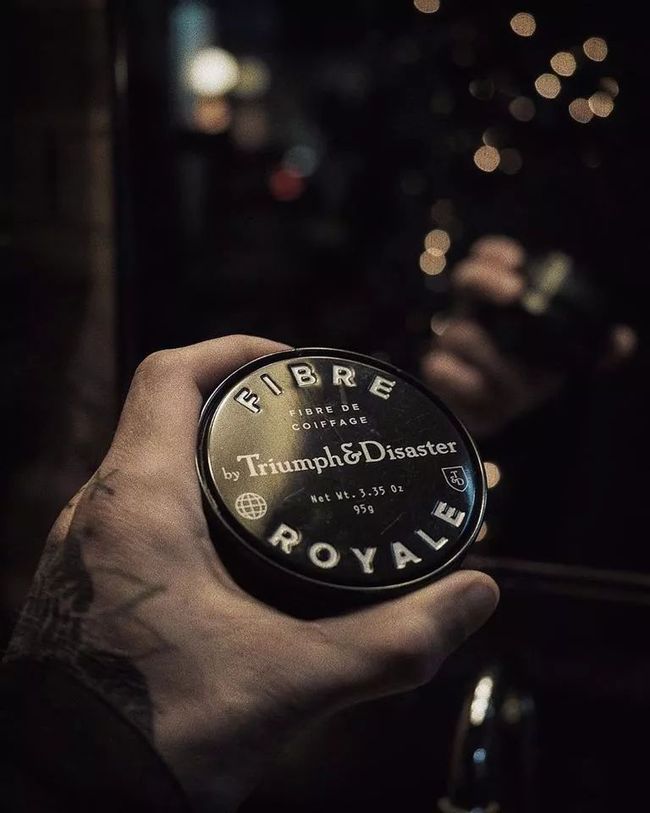 FIBRE
FIBRE DE
COIFFAGE
by Triumph&Disaster
T&D
Net Wt. 3.35 Oz
95g
ROYALE